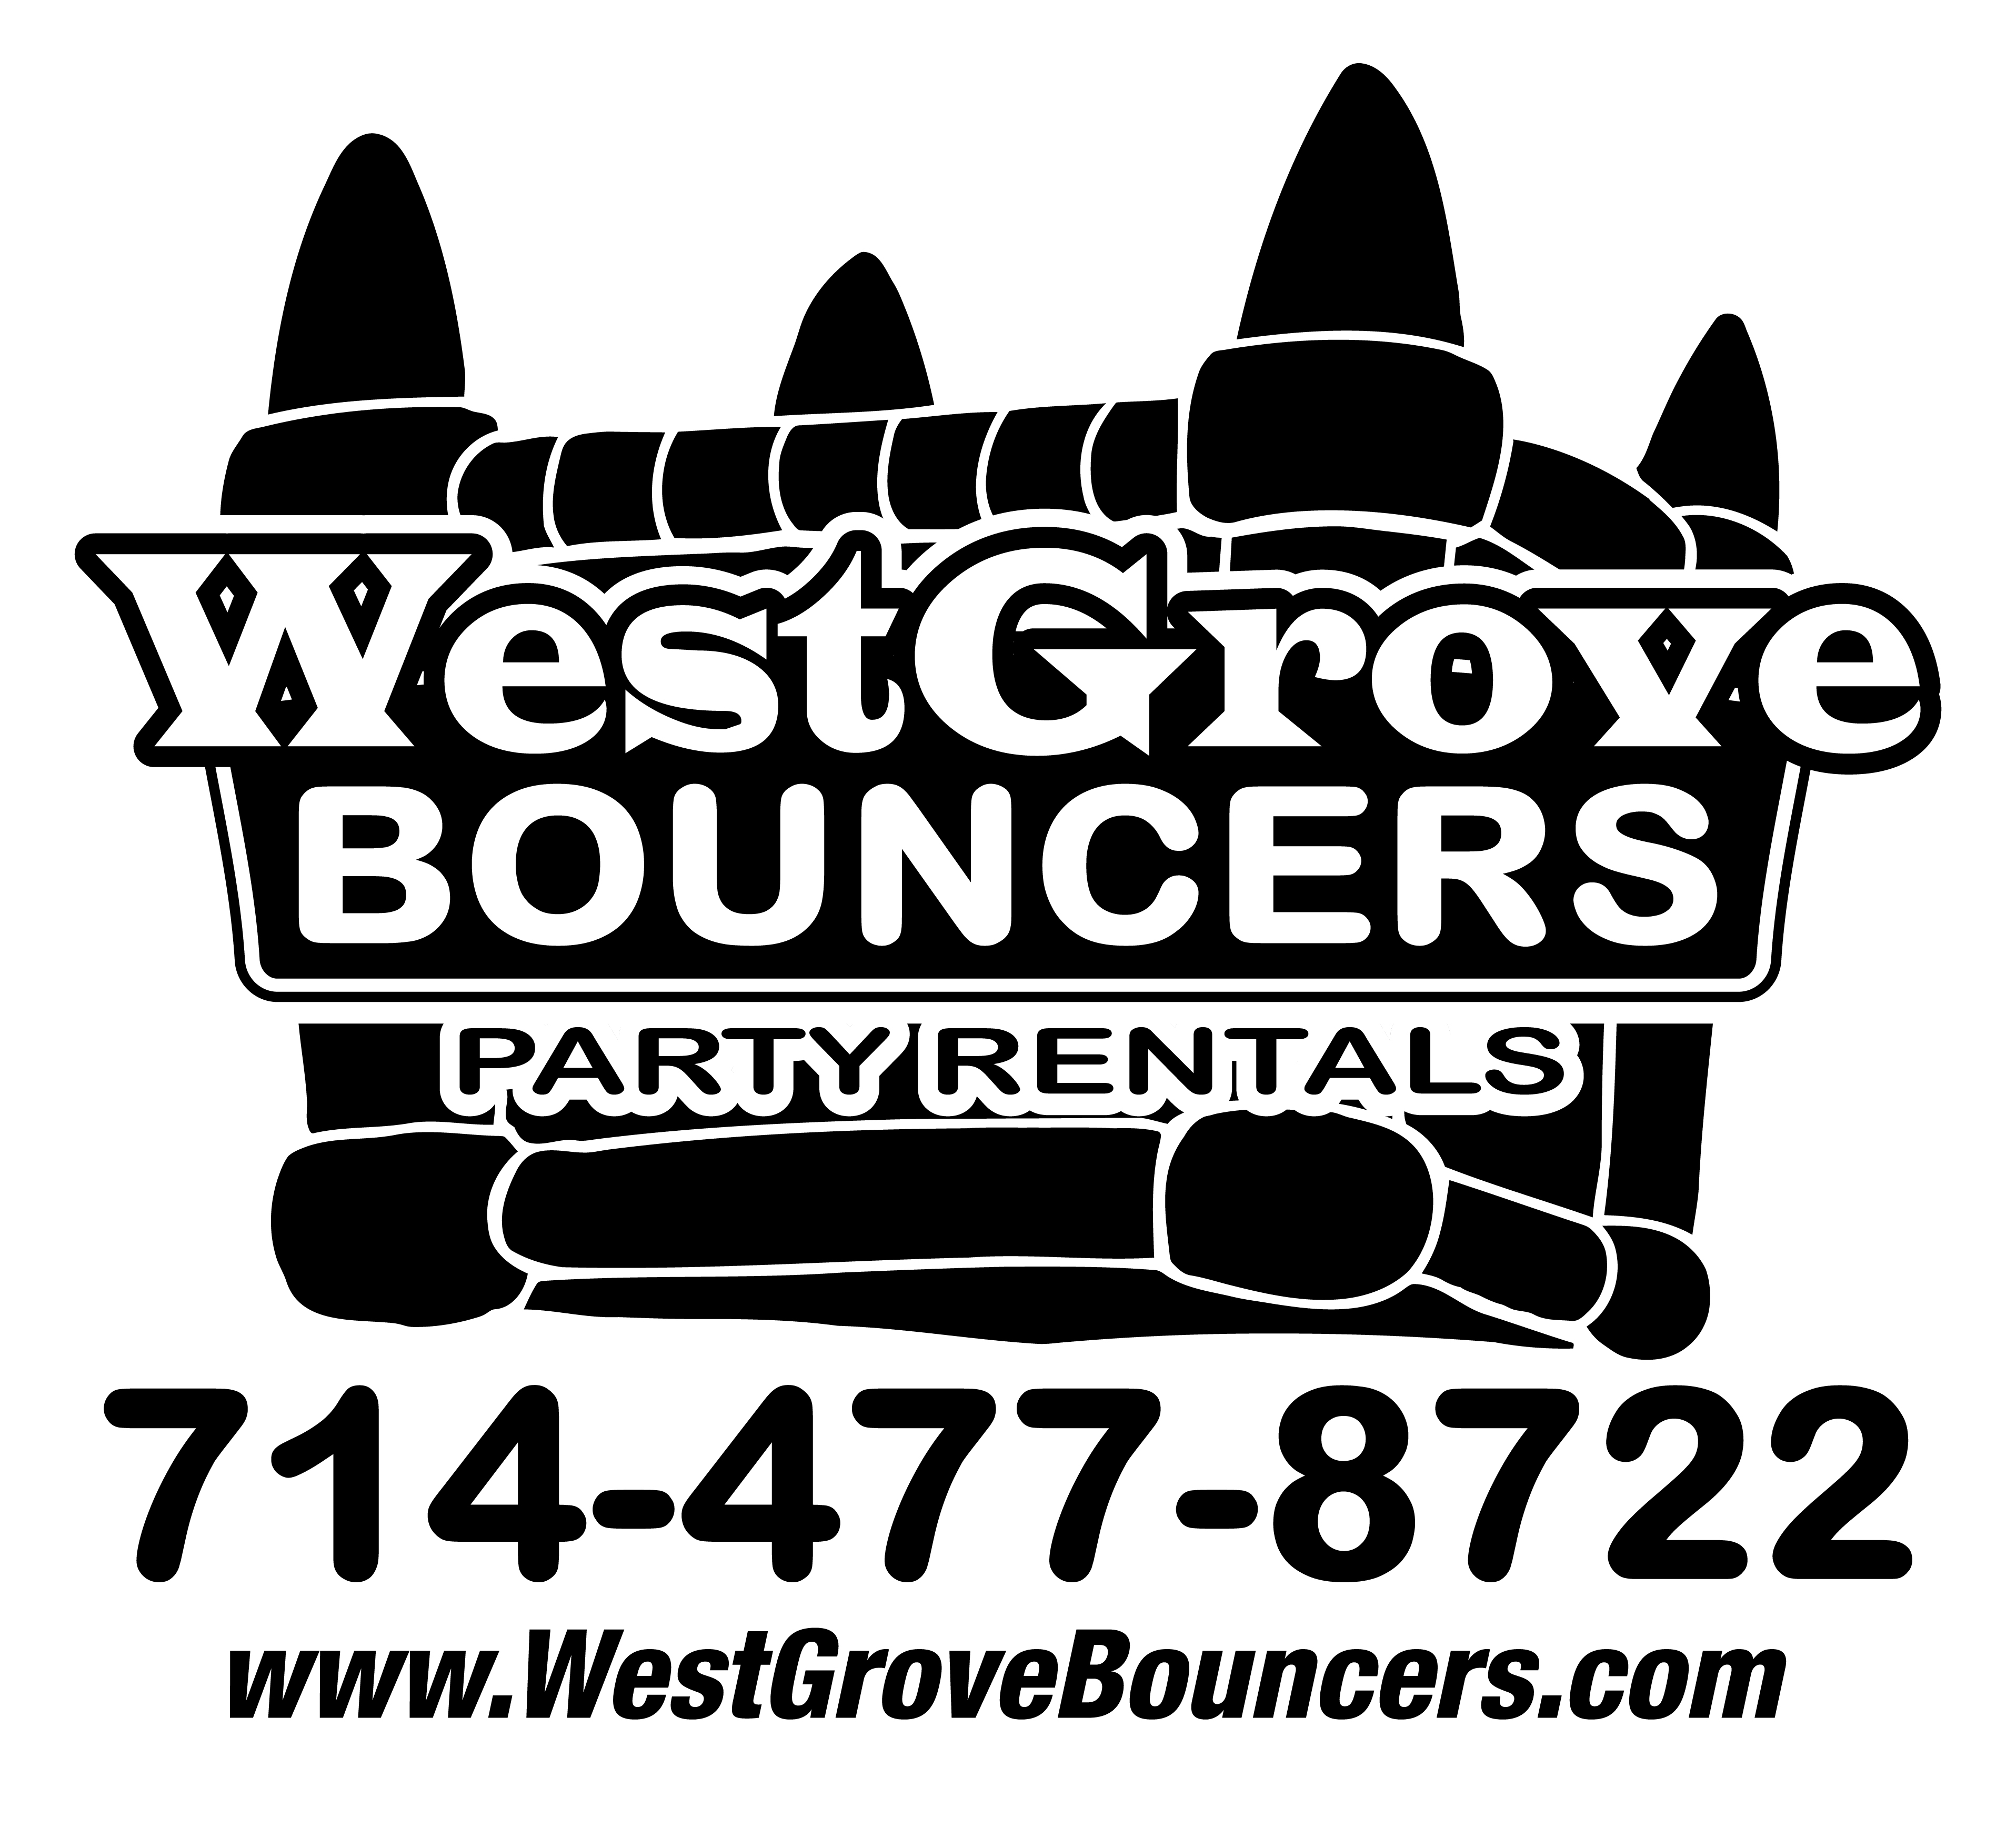 WestGrove
BOUNCERS
PARTY RENTALS
714-477-8722
www.WestGroveBouncers.com